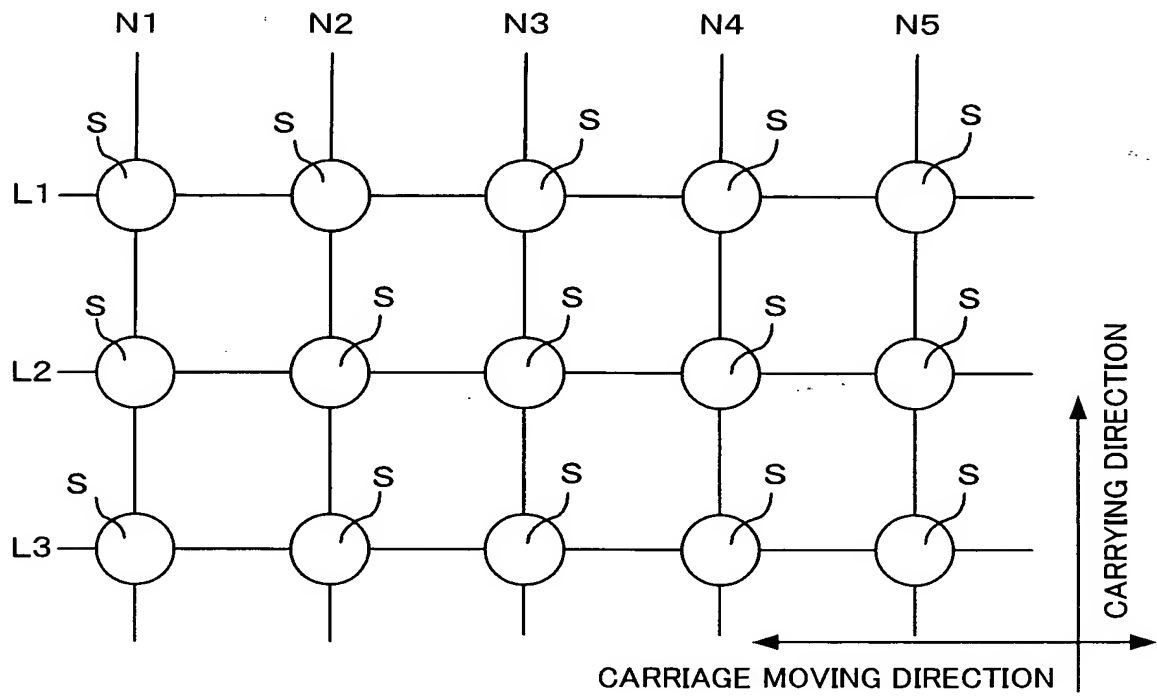 N1 N2 N3 N4 N5
S S S S S
L1
S S S S S
L2
S S S S S
L3
CARRYING DIRECTION
CARRIAGE MOVING DIRECTION